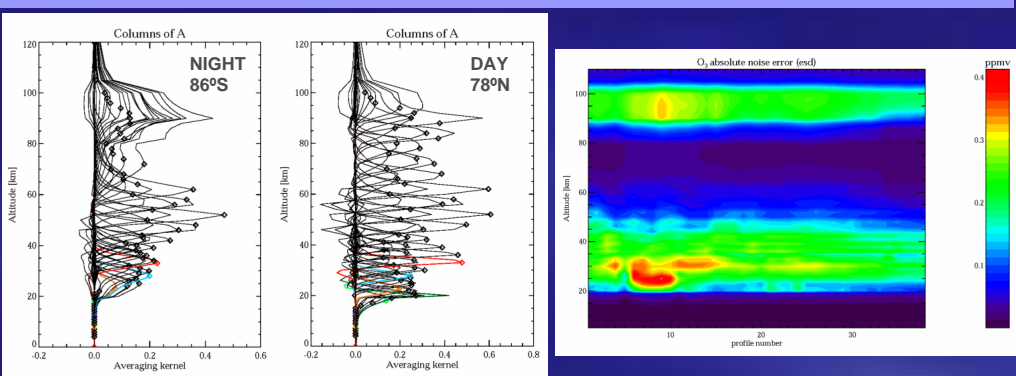 Columns of A
NIGHT
86ºS
120
100
80
60
40
20
0
Altitude [km]
-0.2 0.0 0.2 0.4 0.6
Averaging kernel
Columns of A
DAY
78ºN
120
100
80
60
40
20
0
Altitude [km]
-0.2 0.0 0.2 0.4 0.6 0.8
Averaging kernel
O₃ absolute noise error (esd)
100
80
60
40
20
Altitude [km]
10 20 30
profile number
ppmv
0.4
0.3
0.2
0.1